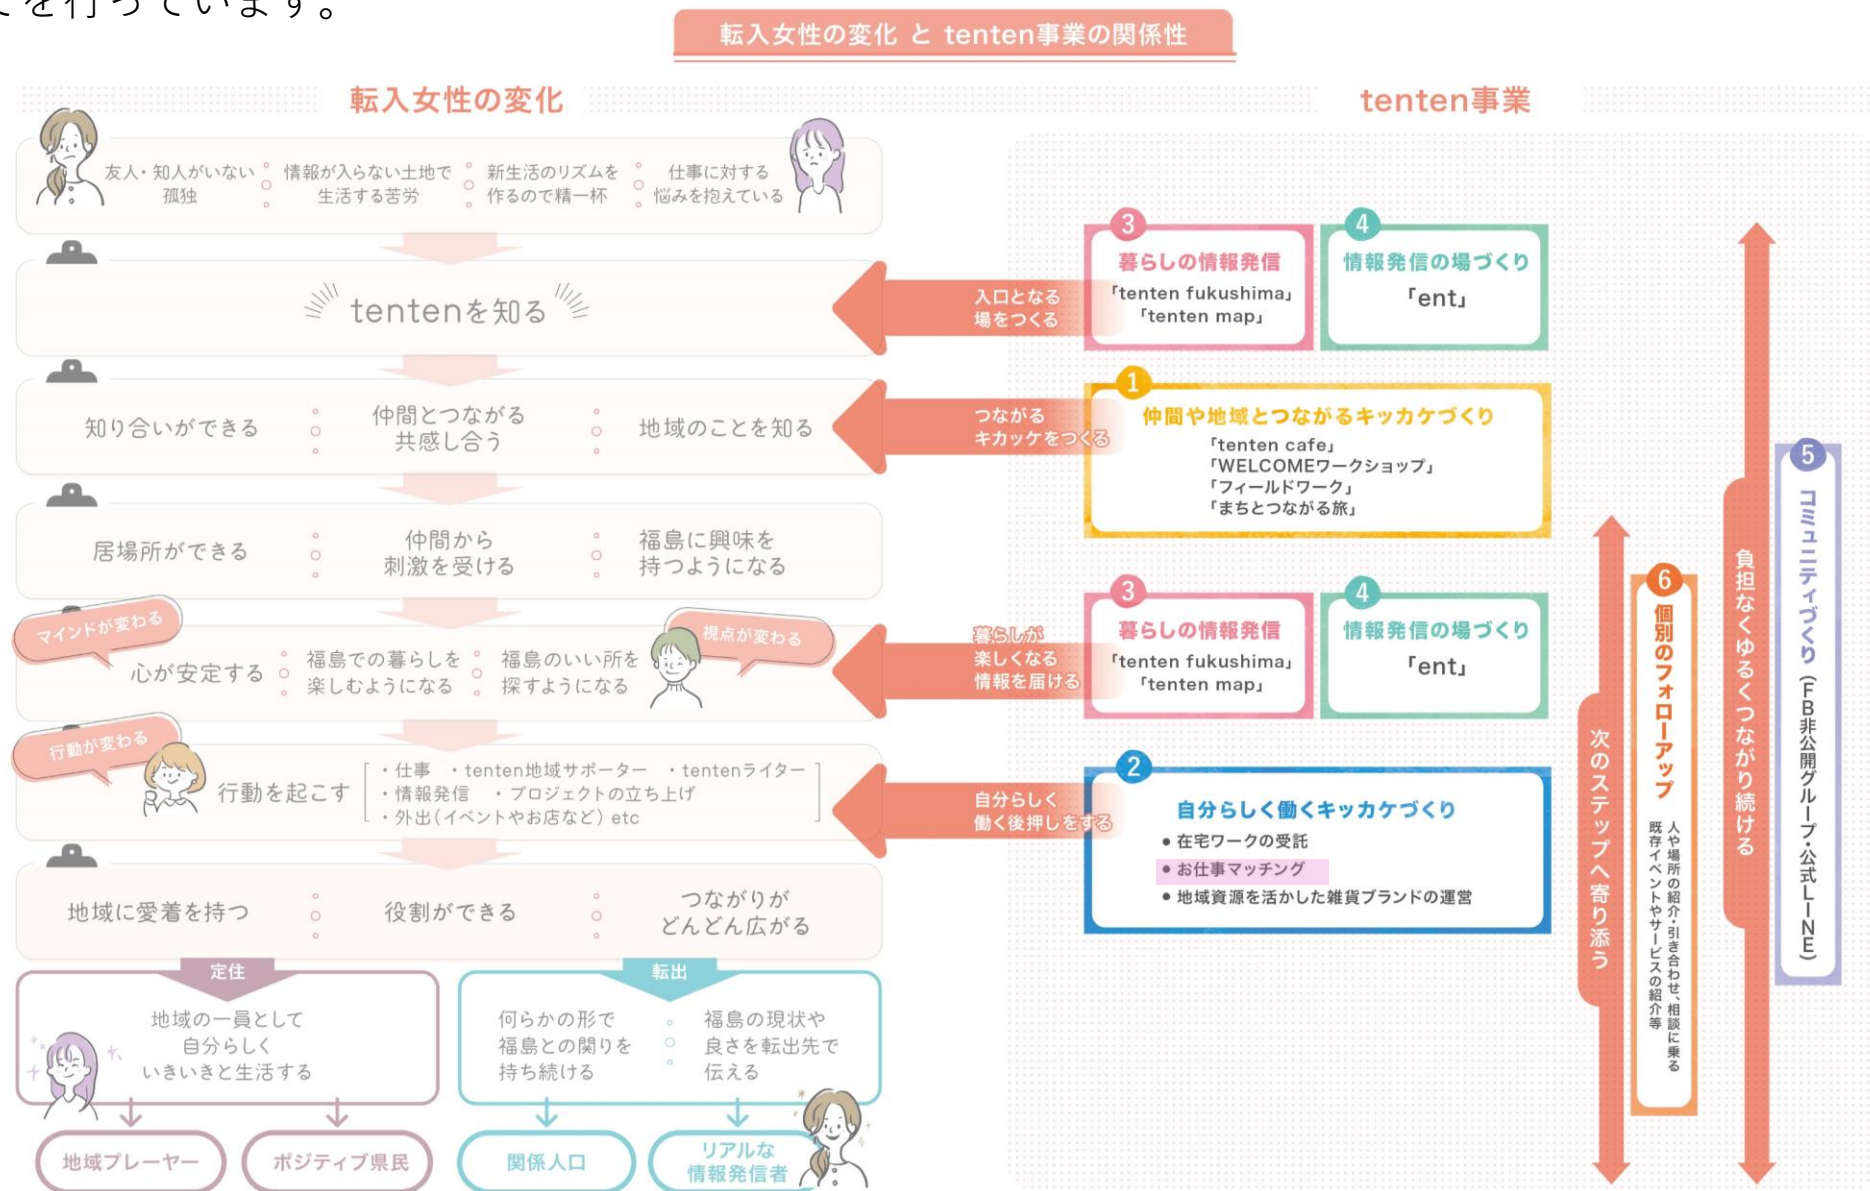 てを行っています。
転入女性の変化 と tenten事業の関係性
転入女性の変化
友人・知人がいない
孤独
情報が入らない土地で
生活する苦労
新生活のリズムを
作るので精一杯
仕事に対する
悩みを抱えている
tentenを知る
知り合いができる
仲間とつながる
共感し合う
地域のことを知る
居場所ができる
仲間から
刺激を受ける
福島に興味を
持つようになる
マインドが変わる
心が安定する
福島での暮らしを
楽しむようになる
福島のいい所を
探すようになる
視点が変わる
行動が変わる
行動を起こす
・仕事 ・tenten地域サポーター ・tentenライター
・情報発信 ・プロジェクトの立ち上げ
・外出(イベントやお店など) etc
地域に愛着を持つ
役割ができる
つながりが
どんどん広がる
定住
地域の一員として
自分らしく
いきいきと生活する
地域プレーヤー
ポジティブ県民
転出
何らかの形で
福島との関りを
持ち続ける
福島の現状や
良さを転出先で
伝える
関係人口
リアルな
情報発信者
入口となる
場をつくる
つながる
キカッケをつくる
暮らしが
楽しくなる
情報を届ける
自分らしく
働く後押しをする
tenten事業
3
暮らしの情報発信
「tenten fukushima」
「tenten map」
4
情報発信の場づくり
「ent」
1
仲間や地域とつながるキッカケづくり
「tenten cafe」
「WELCOMEワークショップ」
「フィールドワーク」
「まちとつながる旅」
3
暮らしの情報発信
「tenten fukushima」
「tenten map」
4
情報発信の場づくり
「ent」
2
自分らしく働くキッカケづくり
● 在宅ワークの受託
● お仕事マッチング
● 地域資源を活かした雑貨ブランドの運営
次のステップへ寄り添う
6
個別のフォローアップ
人や場所の紹介・引き合わせ、相談に乗る
既存イベントやサービスの紹介等
負担なくゆるくつながり続ける
5
コミュニティづくり(FB非公開グループ・公式LINE)